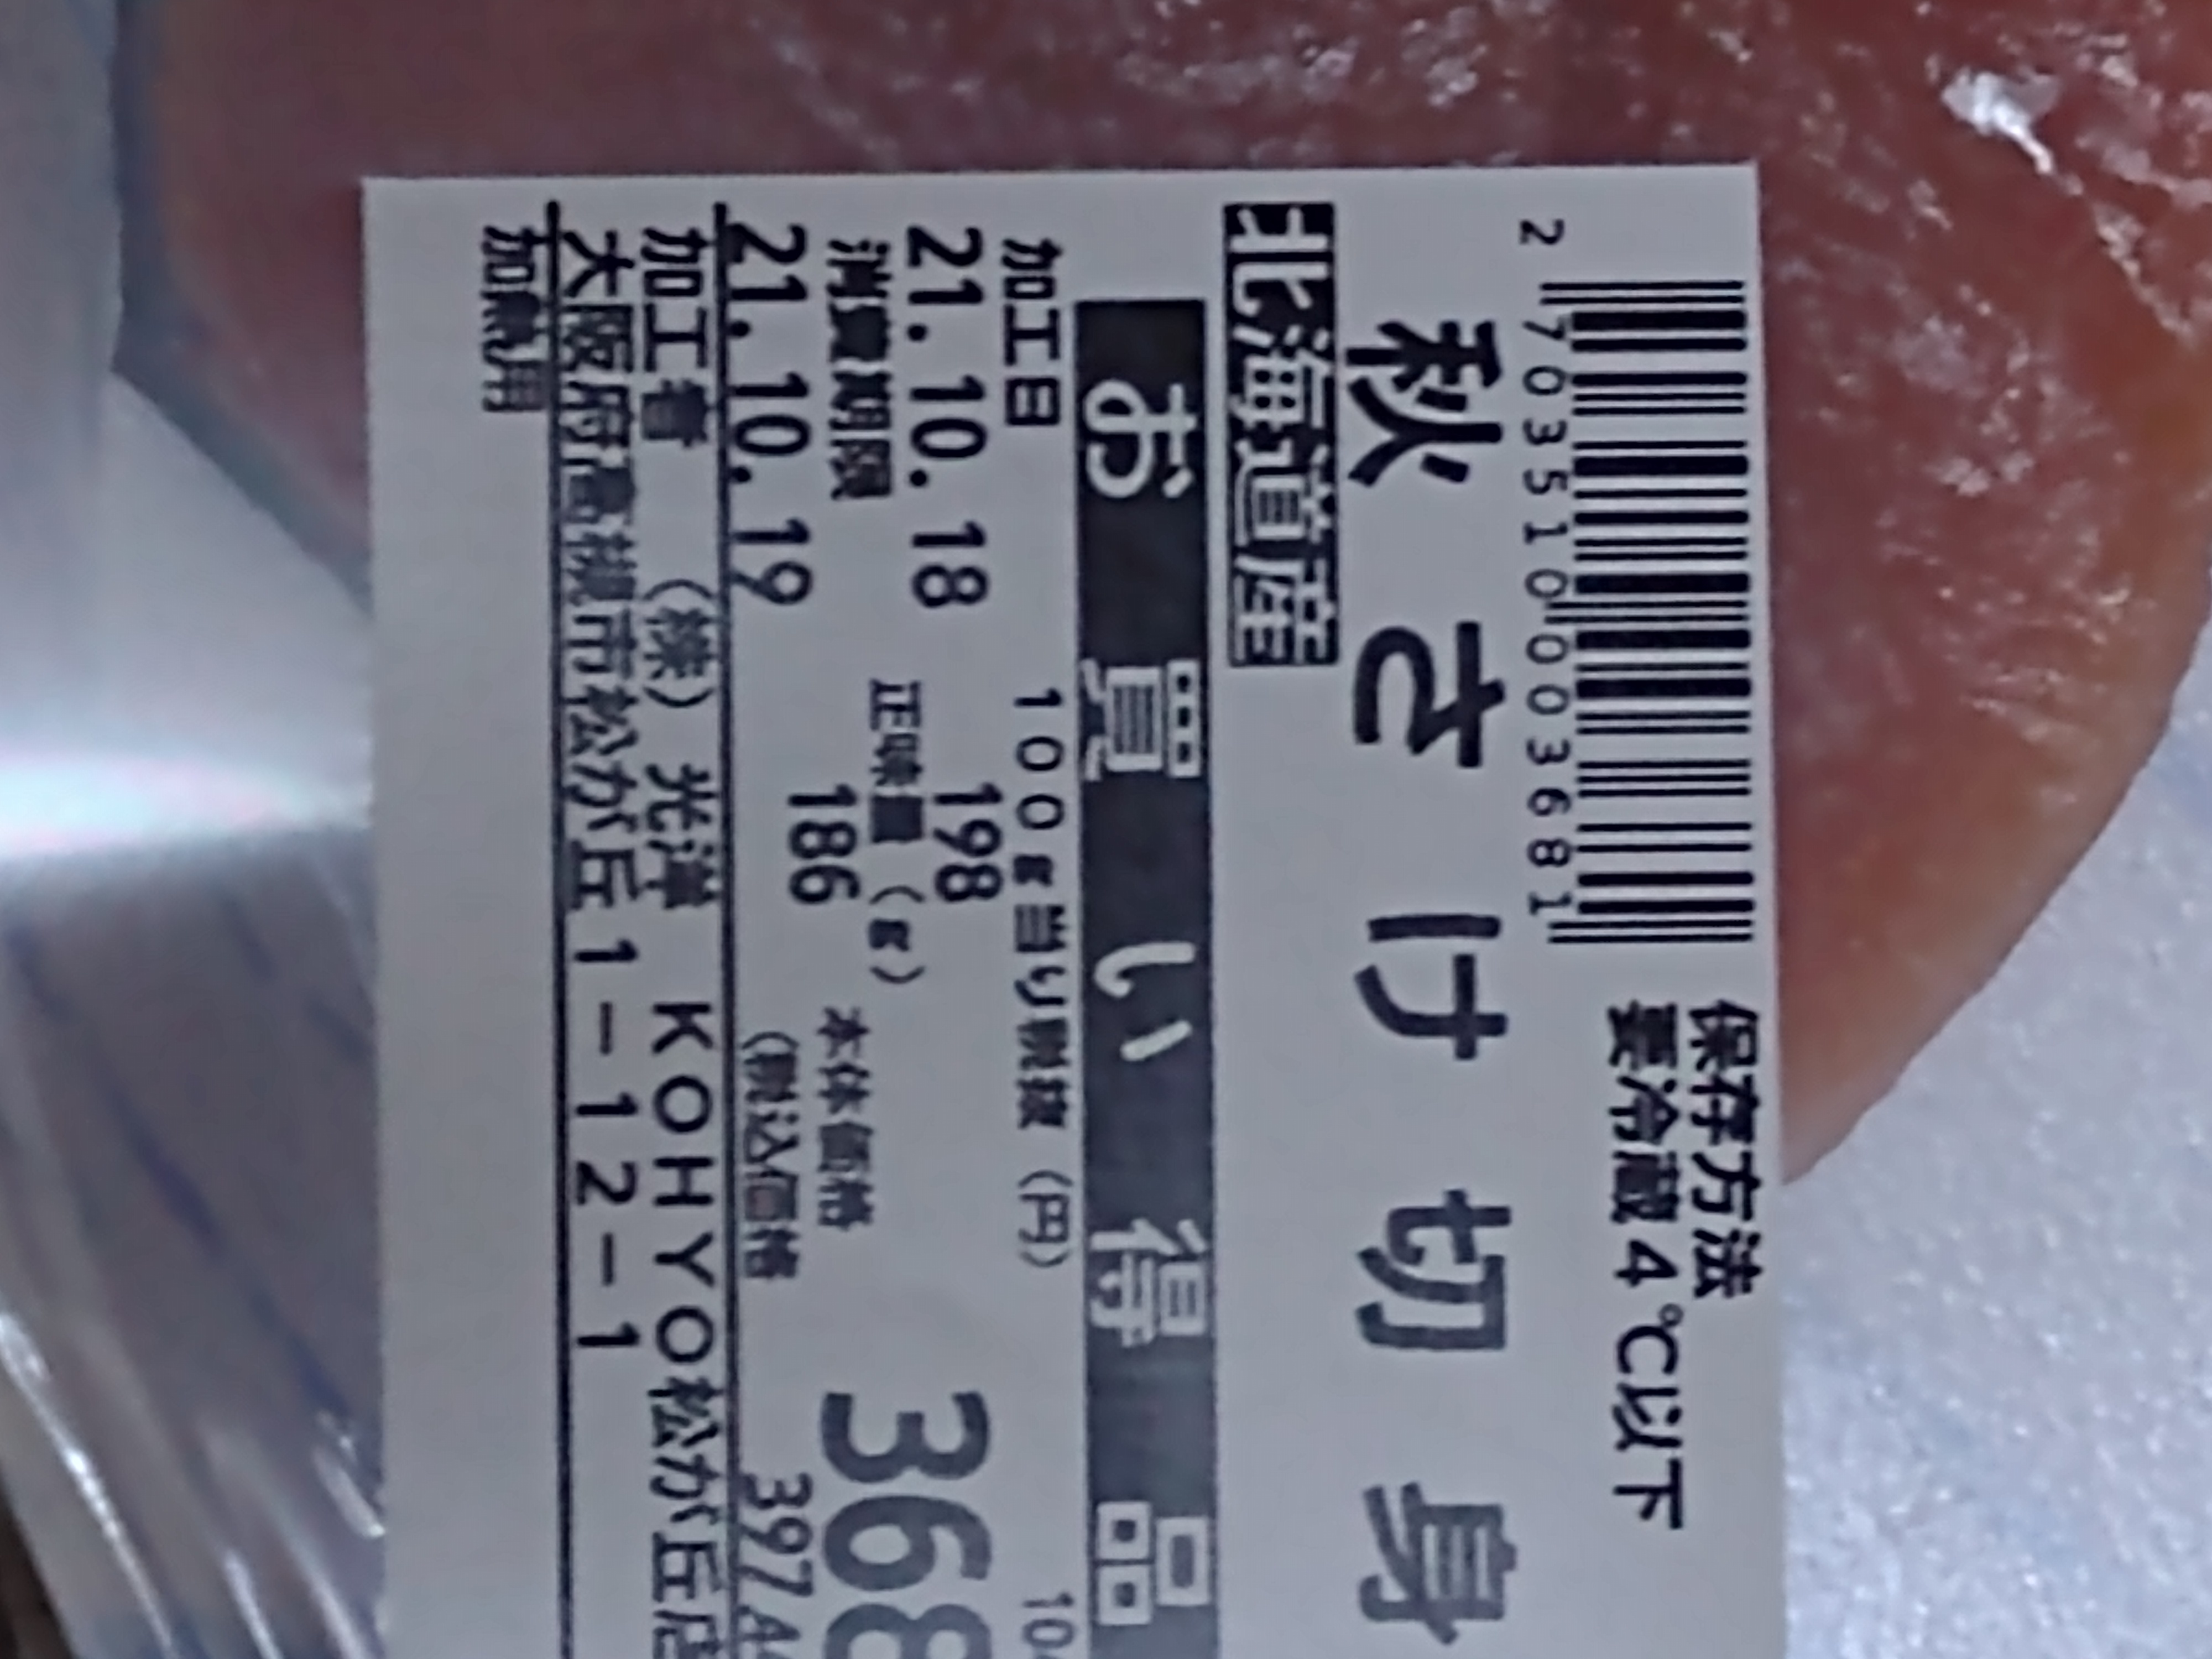 2 703510 003681
保存方法
要冷蔵4℃以下
秋さけ切身
北海道産
お買い得品
加工日
21.10.18
消費期限
21.10.19
100g当り税抜(円)
198
正味量(g)
186
本体価格
368
(税込価格
397.4
加工者 (株)光洋 KOHYO松が丘店
大阪府高槻市松が丘1-12-1
加熱用